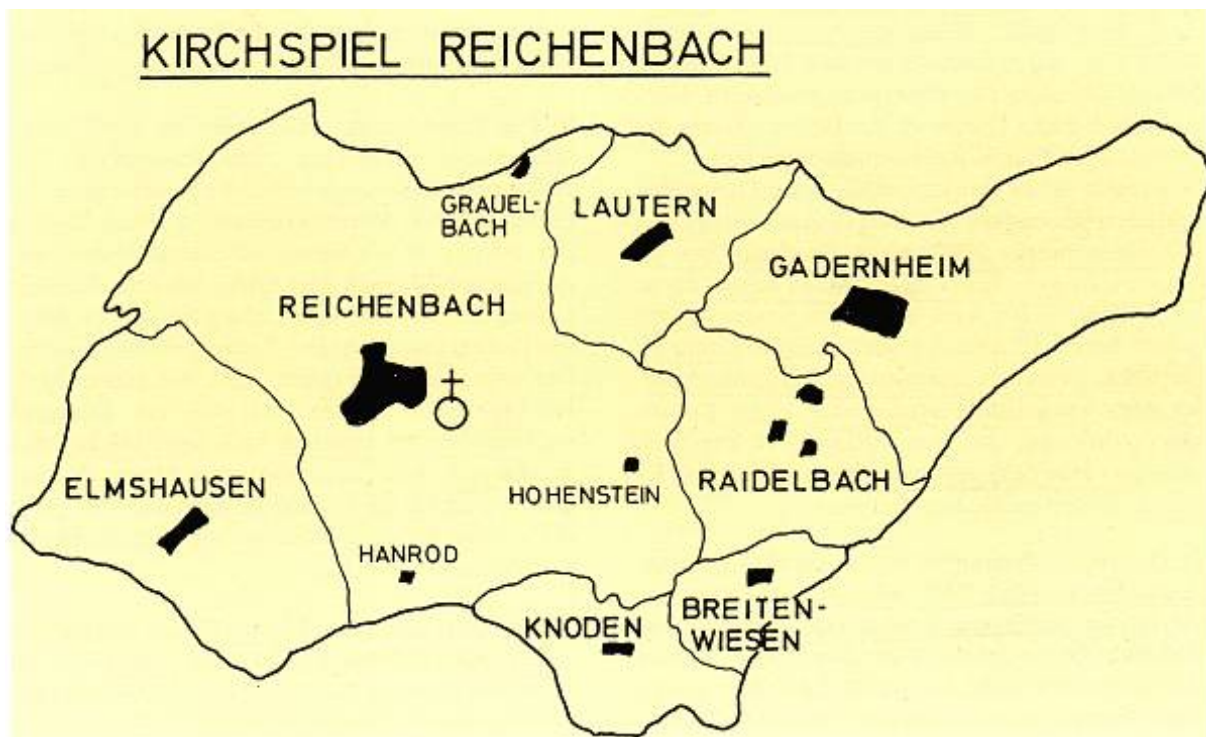 KIRCHSPIEL REICHENBACH
GRAUEL-
BACH
LAUTERN
GADERNHEIM
REICHENBACH
ELMSHAUSEN
HOHENSTEIN
RAIDELBACH
HANROD
KNODEN
BREITEN-
WIESEN